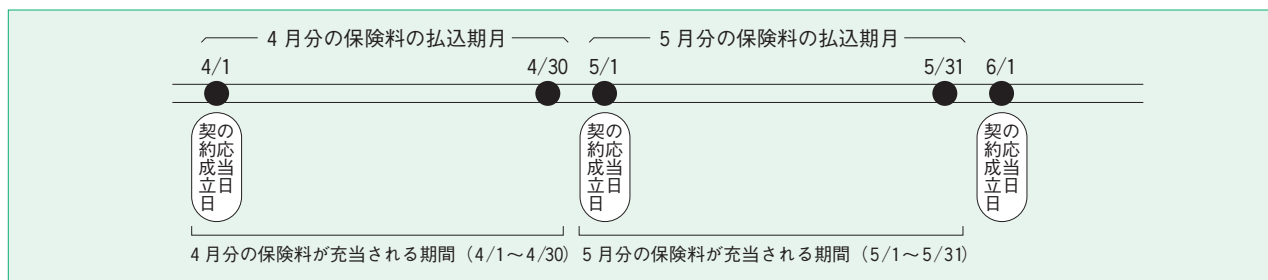 4月分の保険料の払込期月 5月分の保険料の払込期月
4/1 4/30 5/1 5/31 6/1
契約成立日
の応当日
契約成立日
の応当日
契約成立日
の応当日
4月分の保険料が充当される期間（4/1～4/30） 5月分の保険料が充当される期間（5/1～5/31）